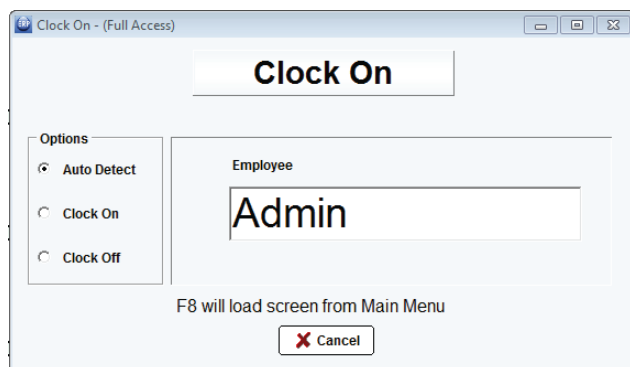 ERP Clock On - (Full Access)
Clock On
Options
Auto Detect
Clock On
Clock Off
Employee
Admin
F8 will load screen from Main Menu
Cancel